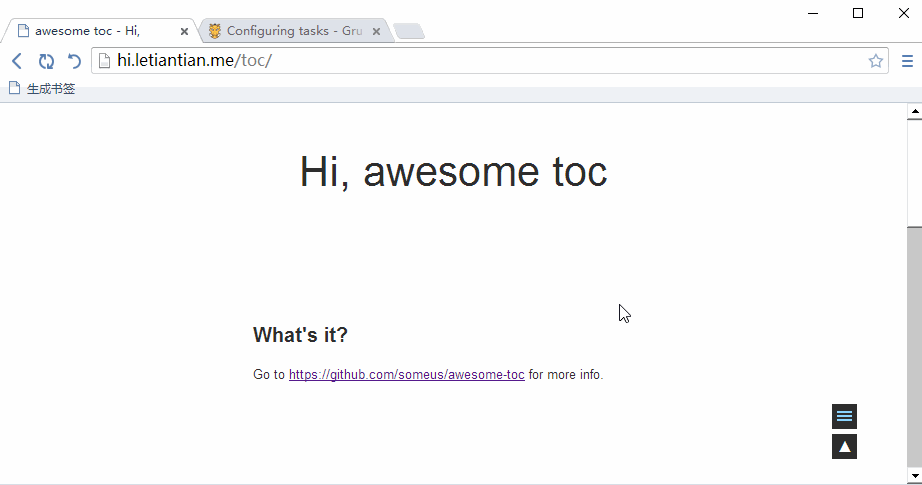 awesome toc - Hi,
Configuring tasks - Gru
hi.letiantian.me/toc/
生成书签
Hi, awesome toc
What's it?
Go to https://github.com/someus/awesome-toc for more info.